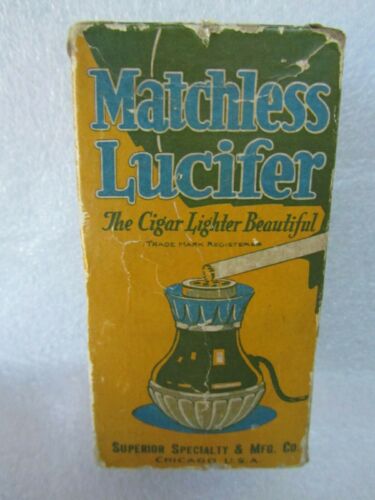 Matchless
Lucifer
The Cigar Lighter Beautiful
TRADE MARK REGISTERED
SUPERIOR SPECIALTY & MFG. CO.
CHICAGO U.S.A.